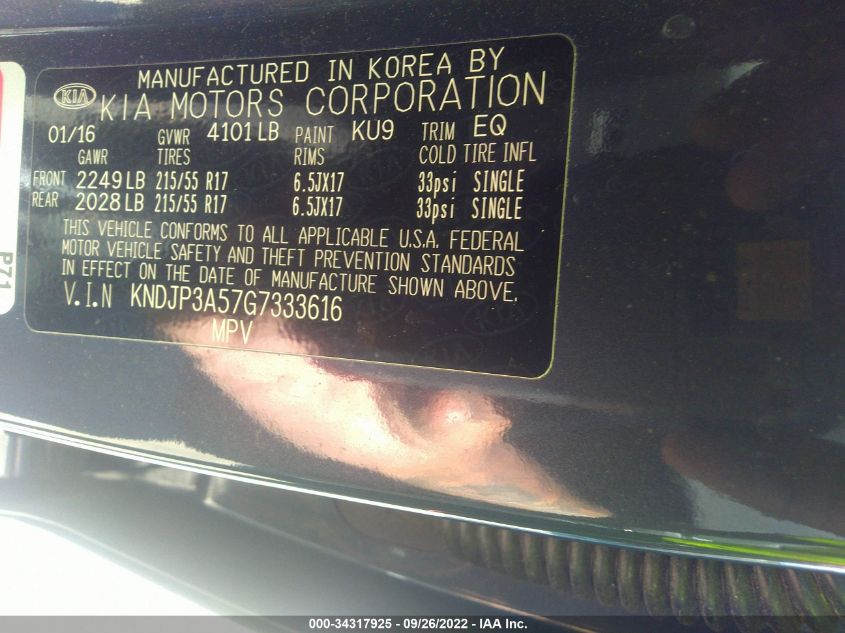 MANUFACTURED IN KOREA BY
KIA KIA MOTORS CORPORATION
01/16 GVWR 4101 LB PAINT KU9 TRIM EQ
GAWR TIRES RIMS COLD TIRE INFL
FRONT 2249 LB 215/55 R17 6.5JX17 33psi SINGLE
REAR 2028 LB 215/55 R17 6.5JX17 33psi SINGLE
THIS VEHICLE CONFORMS TO ALL APPLICABLE U.S.A. FEDERAL
MOTOR VEHICLE SAFETY AND THEFT PREVENTION STANDARDS
IN EFFECT ON THE DATE OF MANUFACTURE SHOWN ABOVE.
V.I.N KNDJP3A57G7333616
MPV
P71
000-34317925 - 09/26/2022 - IAA Inc.